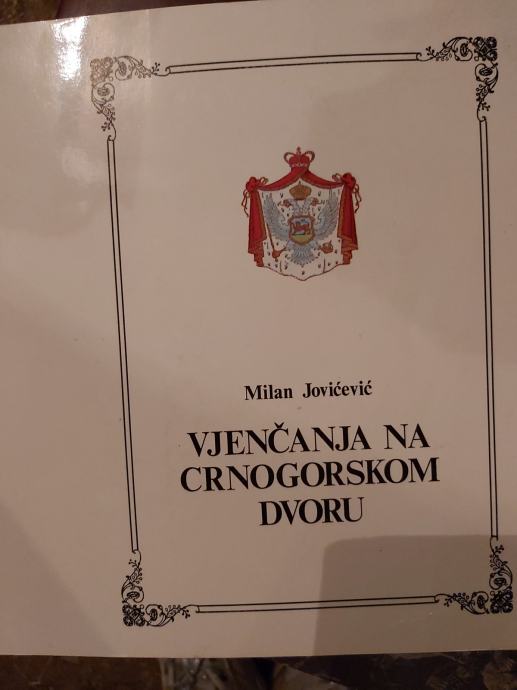 Milan Jovićević
VJENČANJA NA
CRNOGORSKOM
DVORU